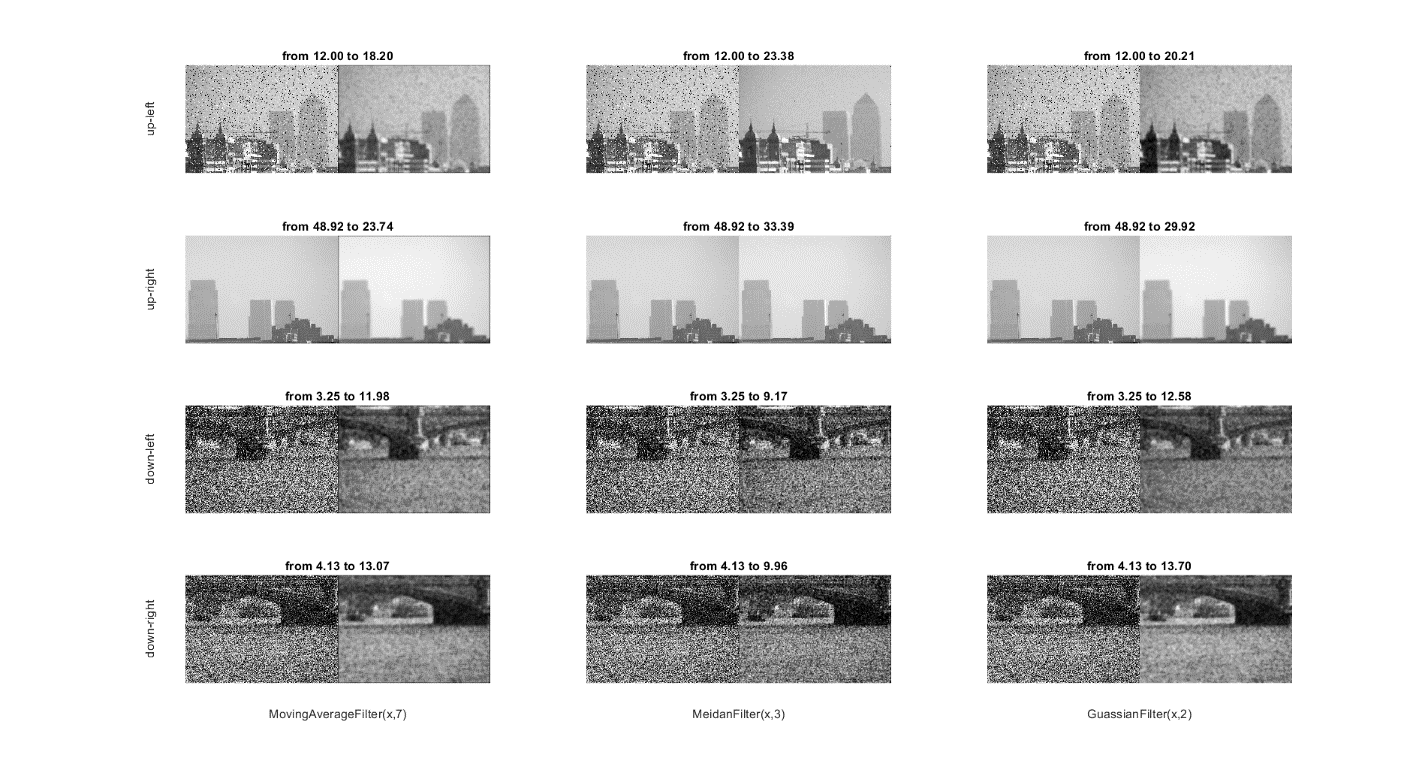 from 12.00 to 18.20
from 12.00 to 23.38
from 12.00 to 20.21
up-left
from 48.92 to 23.74
from 48.92 to 33.39
from 48.92 to 29.92
up-right
from 3.25 to 11.98
from 3.25 to 9.17
from 3.25 to 12.58
down-left
from 4.13 to 13.07
from 4.13 to 9.96
from 4.13 to 13.70
down-right
MovingAverageFilter(x,7)
MeidanFilter(x,3)
GuassianFilter(x,2)